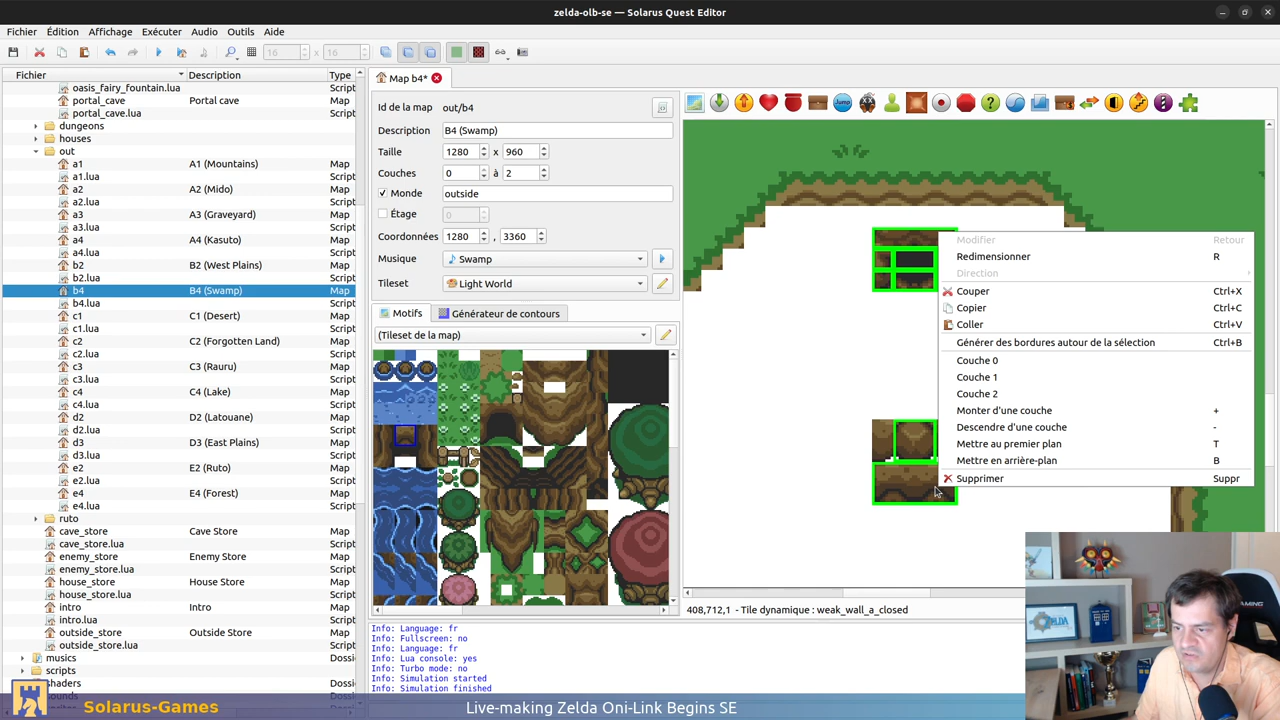 zelda-olb-se — Solarus Quest Editor
Fichier Édition Affichage Exécuter Audio Outils Aide
16 x 16
Fichier Description Type
oasis_fairy_fountain.lua Script
portal_cave Portal cave Map
portal_cave.lua Script
dungeons Dossi
houses Dossi
out Dossi
a1 A1 (Mountains) Map
a1.lua Script
a2 A2 (Mido) Map
a2.lua Script
a3 A3 (Graveyard) Map
a3.lua Script
a4 A4 (Kasuto) Map
a4.lua Script
b2 B2 (West Plains) Map
b2.lua Script
b4 B4 (Swamp) Map
b4.lua Script
c1 C1 (Desert) Map
c1.lua Script
c2 C2 (Forgotten Land) Map
c2.lua Script
c3 C3 (Rauru) Map
c3.lua Script
c4 C4 (Lake) Map
c4.lua Script
d2 D2 (Latouane) Map
d2.lua Script
d3 D3 (East Plains) Map
d3.lua Script
e2 E2 (Ruto) Map
e2.lua Script
e4 E4 (Forest) Map
e4.lua Script
ruto Dossi
cave_store Cave Store Map
cave_store.lua Script
enemy_store Enemy Store Map
enemy_store.lua Script
house_store House Store Map
house_store.lua Script
intro Intro Map
intro.lua Script
outside_store Outside Store Map
outside_store.lua Script
musics Dossi
scripts Dossi
shaders Dossi
Map b4*
Id de la map out/b4
Description B4 (Swamp)
Taille 1280 x 960
Couches 0 à 2
Monde outside
Étage 0
Coordonnées 1280 , 3360
Musique Swamp
Tileset Light World
Motifs Générateur de contours
(Tileset de la map)
Jump
Modifier Retour
Redimensionner R
Direction
Couper Ctrl+X
Copier Ctrl+C
Coller Ctrl+V
Générer des bordures autour de la sélection Ctrl+B
Couche 0
Couche 1
Couche 2
Monter d'une couche +
Descendre d'une couche -
Mettre au premier plan T
Mettre en arrière-plan B
Supprimer Suppr
408,712,1 - Tile dynamique : weak_wall_a_closed
Info: Language: fr
Info: Fullscreen: no
Info: Language: fr
Info: Lua console: yes
Info: Turbo mode: no
Info: Simulation started
Info: Simulation finished
Solarus-Games
Live-making Zelda Oni-Link Begins SE